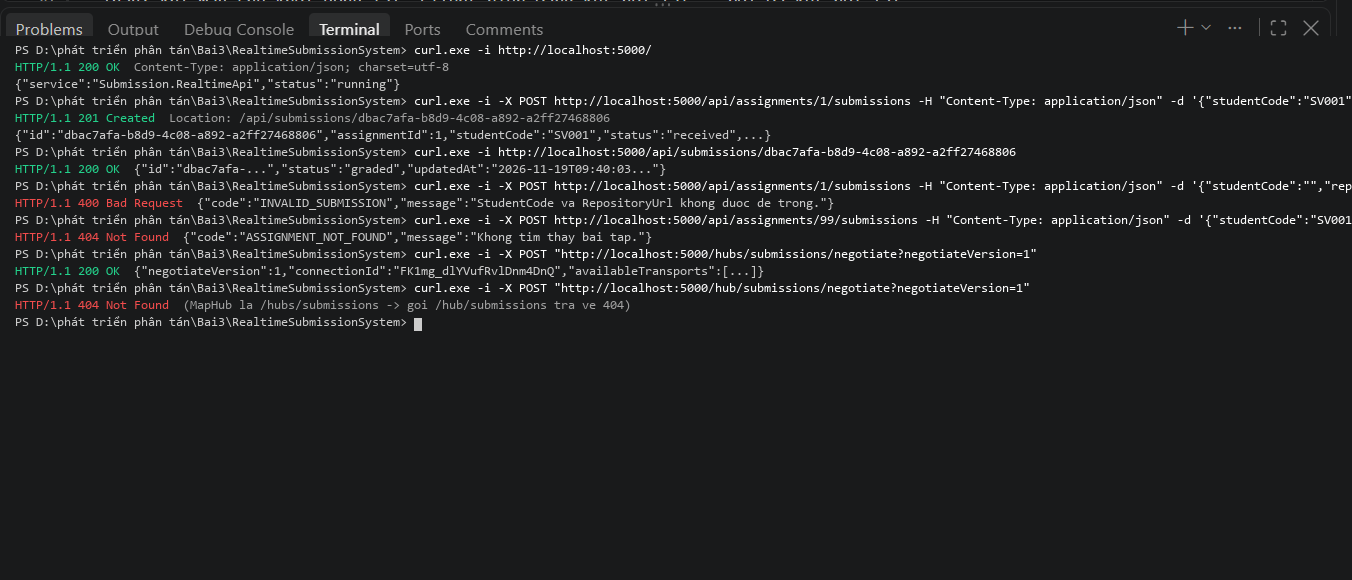 Problems Output Debug Console Terminal Ports Comments
PS D:\phát triển phân tán\Bai3\RealtimeSubmissionSystem> curl.exe -i http://localhost:5000/
HTTP/1.1 200 OK  Content-Type: application/json; charset=utf-8
{"service":"Submission.RealtimeApi","status":"running"}
PS D:\phát triển phân tán\Bai3\RealtimeSubmissionSystem> curl.exe -i -X POST http://localhost:5000/api/assignments/1/submissions -H "Content-Type: application/json" -d '{"studentCode":"SV001"
HTTP/1.1 201 Created  Location: /api/submissions/dbac7afa-b8d9-4c08-a892-a2ff27468806
{"id":"dbac7afa-b8d9-4c08-a892-a2ff27468806","assignmentId":1,"studentCode":"SV001","status":"received",...}
PS D:\phát triển phân tán\Bai3\RealtimeSubmissionSystem> curl.exe -i http://localhost:5000/api/submissions/dbac7afa-b8d9-4c08-a892-a2ff27468806
HTTP/1.1 200 OK  {"id":"dbac7afa-...","status":"graded","updatedAt":"2026-11-19T09:40:03..."}
PS D:\phát triển phân tán\Bai3\RealtimeSubmissionSystem> curl.exe -i -X POST http://localhost:5000/api/assignments/1/submissions -H "Content-Type: application/json" -d '{"studentCode":"","rep
HTTP/1.1 400 Bad Request  {"code":"INVALID_SUBMISSION","message":"StudentCode va RepositoryUrl khong duoc de trong."}
PS D:\phát triển phân tán\Bai3\RealtimeSubmissionSystem> curl.exe -i -X POST http://localhost:5000/api/assignments/99/submissions -H "Content-Type: application/json" -d '{"studentCode":"SV001
HTTP/1.1 404 Not Found  {"code":"ASSIGNMENT_NOT_FOUND","message":"Khong tim thay bai tap."}
PS D:\phát triển phân tán\Bai3\RealtimeSubmissionSystem> curl.exe -i -X POST "http://localhost:5000/hubs/submissions/negotiate?negotiateVersion=1"
HTTP/1.1 200 OK  {"negotiateVersion":1,"connectionId":"FK1mg_dlYVufRvlDnm4DnQ","availableTransports":[...]}
PS D:\phát triển phân tán\Bai3\RealtimeSubmissionSystem> curl.exe -i -X POST "http://localhost:5000/hub/submissions/negotiate?negotiateVersion=1"
HTTP/1.1 404 Not Found  (MapHub la /hubs/submissions -> goi /hub/submissions tra ve 404)
PS D:\phát triển phân tán\Bai3\RealtimeSubmissionSystem>